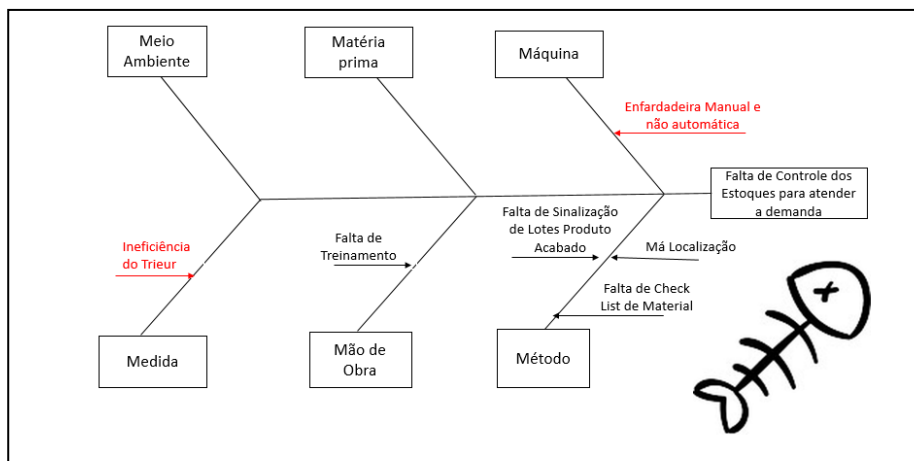 Meio
Ambiente
Matéria
prima
Máquina
Enfardadeira Manual e
não automática
Falta de Controle dos
Estoques para atender
a demanda
Falta de Sinalização
de Lotes Produto
Acabado
Má Localização
Falta de
Treinamento
Ineficiência
do Trieur
Falta de Check
List de Material
Medida
Mão de
Obra
Método